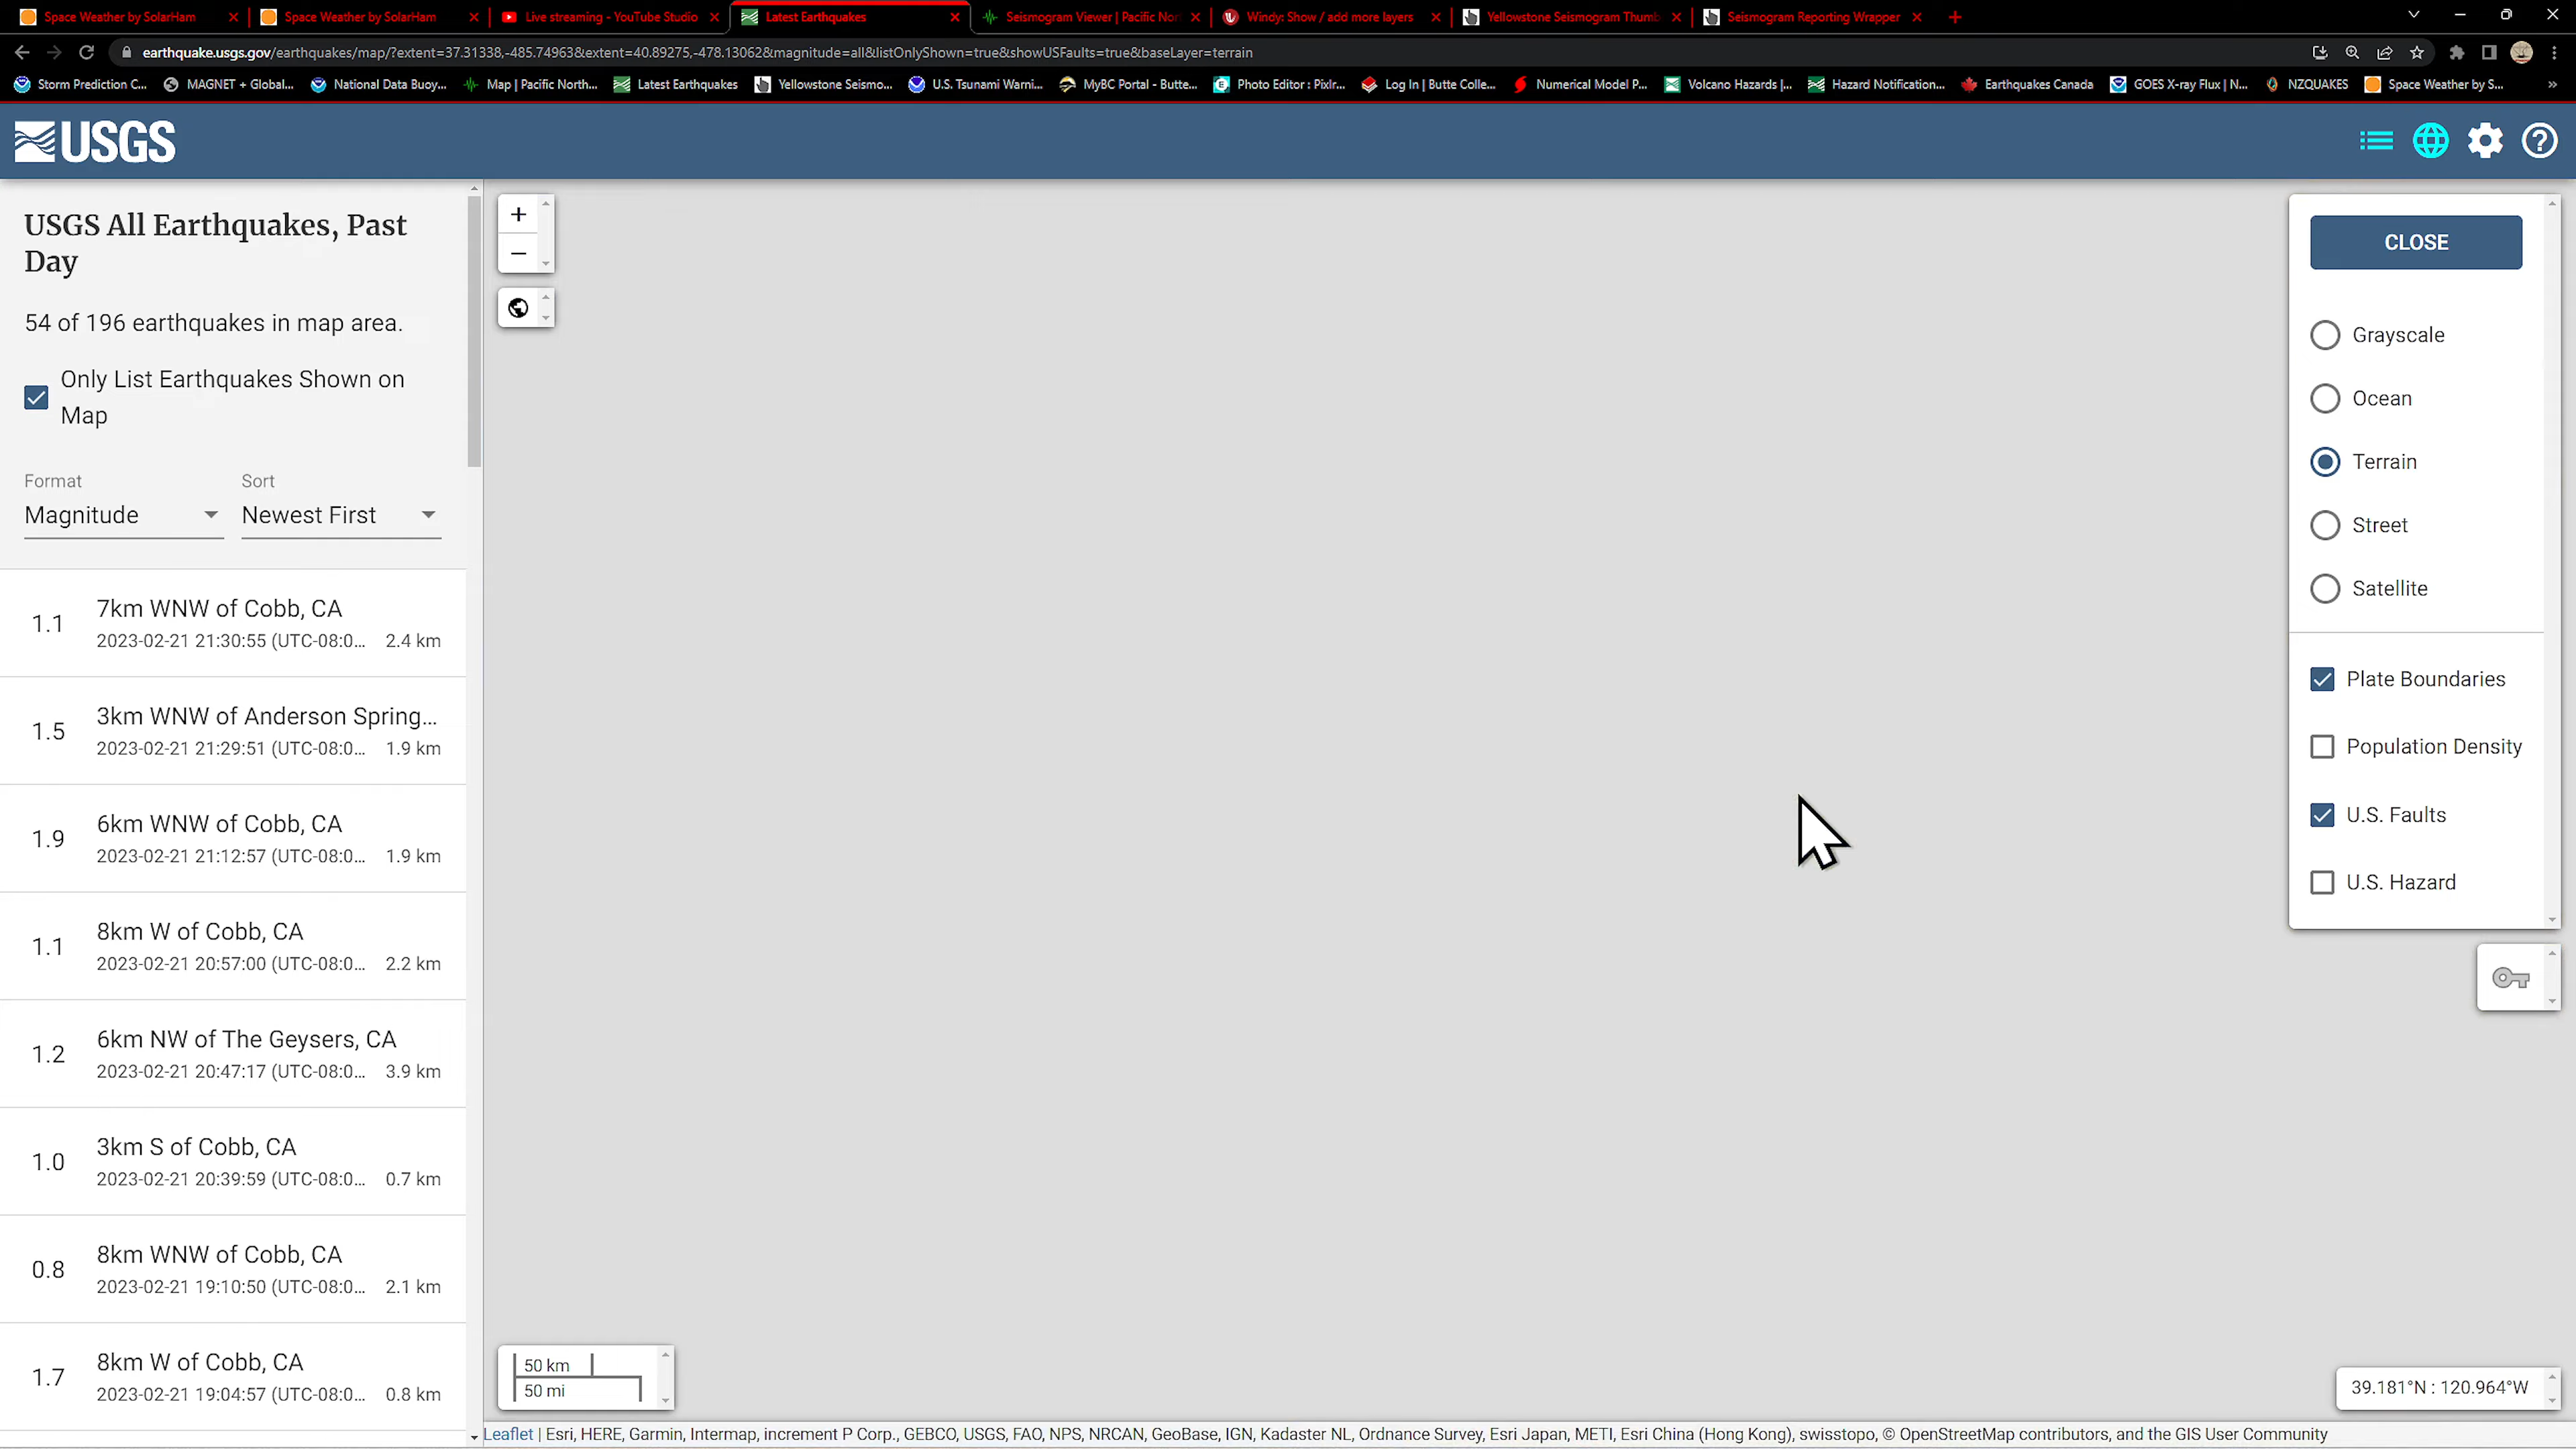 Space Weather by SolarHam
Space Weather by SolarHam
Live streaming - YouTube Studio
Latest Earthquakes
Seismogram Viewer | Pacific Nor
Windy: Show / add more layers
Yellowstone Seismogram Thumb
Seismogram Reporting Wrapper
earthquake.usgs.gov/earthquakes/map/?extent=37.31338,-485.74963&extent=40.89275,-478.13062&magnitude=all&listOnlyShown=true&showUSFaults=true&baseLayer=terrain
Storm Prediction C...
MAGNET + Global...
National Data Buoy...
Map | Pacific North...
Latest Earthquakes
Yellowstone Seismo...
U.S. Tsunami Warni...
MyBC Portal - Butte...
Photo Editor : Pixlr...
Log In | Butte Colle...
Numerical Model P...
Volcano Hazards |...
Hazard Notification...
Earthquakes Canada
GOES X-ray Flux | N...
NZQUAKES
Space Weather by S...
USGS
USGS All Earthquakes, Past
Day
54 of 196 earthquakes in map area.
Only List Earthquakes Shown on
Map
Format
Magnitude
Sort
Newest First
1.1
7km WNW of Cobb, CA
2023-02-21 21:30:55 (UTC-08:0... 2.4 km
1.5
3km WNW of Anderson Spring...
2023-02-21 21:29:51 (UTC-08:0... 1.9 km
1.9
6km WNW of Cobb, CA
2023-02-21 21:12:57 (UTC-08:0... 1.9 km
1.1
8km W of Cobb, CA
2023-02-21 20:57:00 (UTC-08:0... 2.2 km
1.2
6km NW of The Geysers, CA
2023-02-21 20:47:17 (UTC-08:0... 3.9 km
1.0
3km S of Cobb, CA
2023-02-21 20:39:59 (UTC-08:0... 0.7 km
0.8
8km WNW of Cobb, CA
2023-02-21 19:10:50 (UTC-08:0... 2.1 km
1.7
8km W of Cobb, CA
2023-02-21 19:04:57 (UTC-08:0... 0.8 km
+
−
CLOSE
Grayscale
Ocean
Terrain
Street
Satellite
Plate Boundaries
Population Density
U.S. Faults
U.S. Hazard
50 km
50 mi
39.181°N : 120.964°W
Leaflet | Esri, HERE, Garmin, Intermap, increment P Corp., GEBCO, USGS, FAO, NPS, NRCAN, GeoBase, IGN, Kadaster NL, Ordnance Survey, Esri Japan, METI, Esri China (Hong Kong), swisstopo, © OpenStreetMap contributors, and the GIS User Community